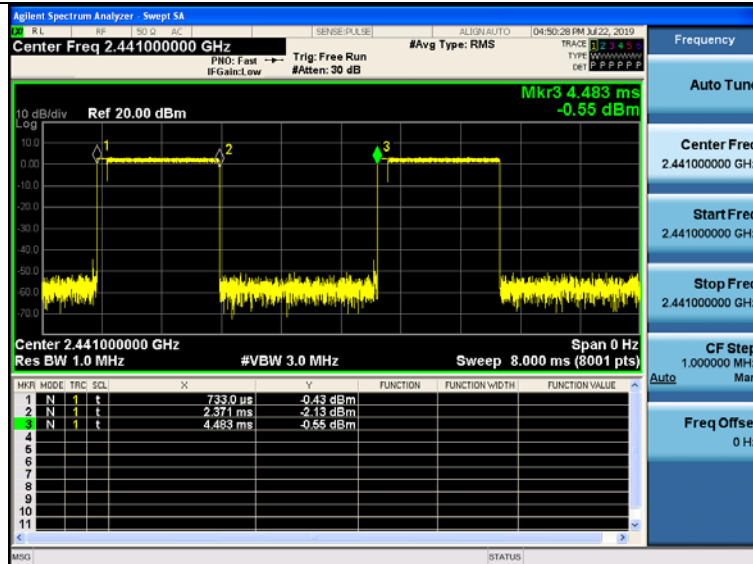 Agilent Spectrum Analyzer - Swept SA
RL RF 50 Ω AC SENSE:PULSE ALIGN AUTO 04:50:28 PM Jul 22, 2019
Center Freq 2.441000000 GHz #Avg Type: RMS TRACE 1 2 3 4 5 6
PNO: Fast Trig: Free Run TYPE
IFGain:Low #Atten: 30 dB DET P P P P P P
Frequency
Auto Tune
Center Freq
2.441000000 GHz
Start Freq
2.441000000 GHz
Stop Freq
2.441000000 GHz
CF Step
1.000000 MHz
Auto Man
Freq Offset
0 Hz
Mkr3 4.483 ms
10 dB/div Ref 20.00 dBm -0.55 dBm
Log
10.0
0.00
-10.0
-20.0
-30.0
-40.0
-50.0
-60.0
-70.0
1
2
3
Center 2.441000000 GHz Span 0 Hz
Res BW 1.0 MHz #VBW 3.0 MHz Sweep 8.000 ms (8001 pts)
MKR MODE TRC SCL X Y FUNCTION FUNCTION WIDTH FUNCTION VALUE
1 N 1 t 733.0 µs -0.43 dBm
2 N 1 t 2.371 ms -2.13 dBm
3 N 1 t 4.483 ms -0.55 dBm
4
5
6
7
8
9
10
11
MSG STATUS